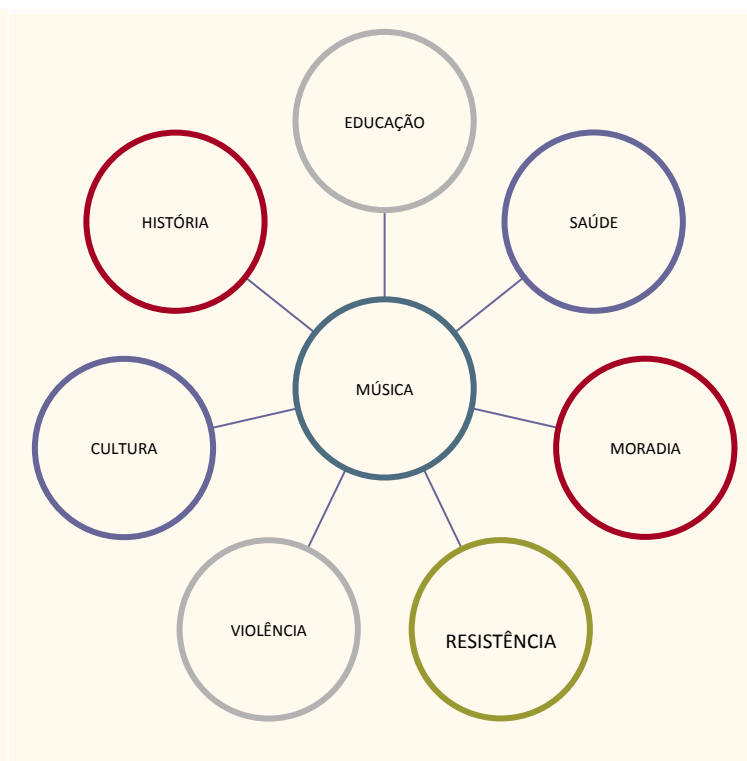 EDUCAÇÃO
HISTÓRIA
SAÚDE
MÚSICA
CULTURA
MORADIA
VIOLÊNCIA
RESISTÊNCIA